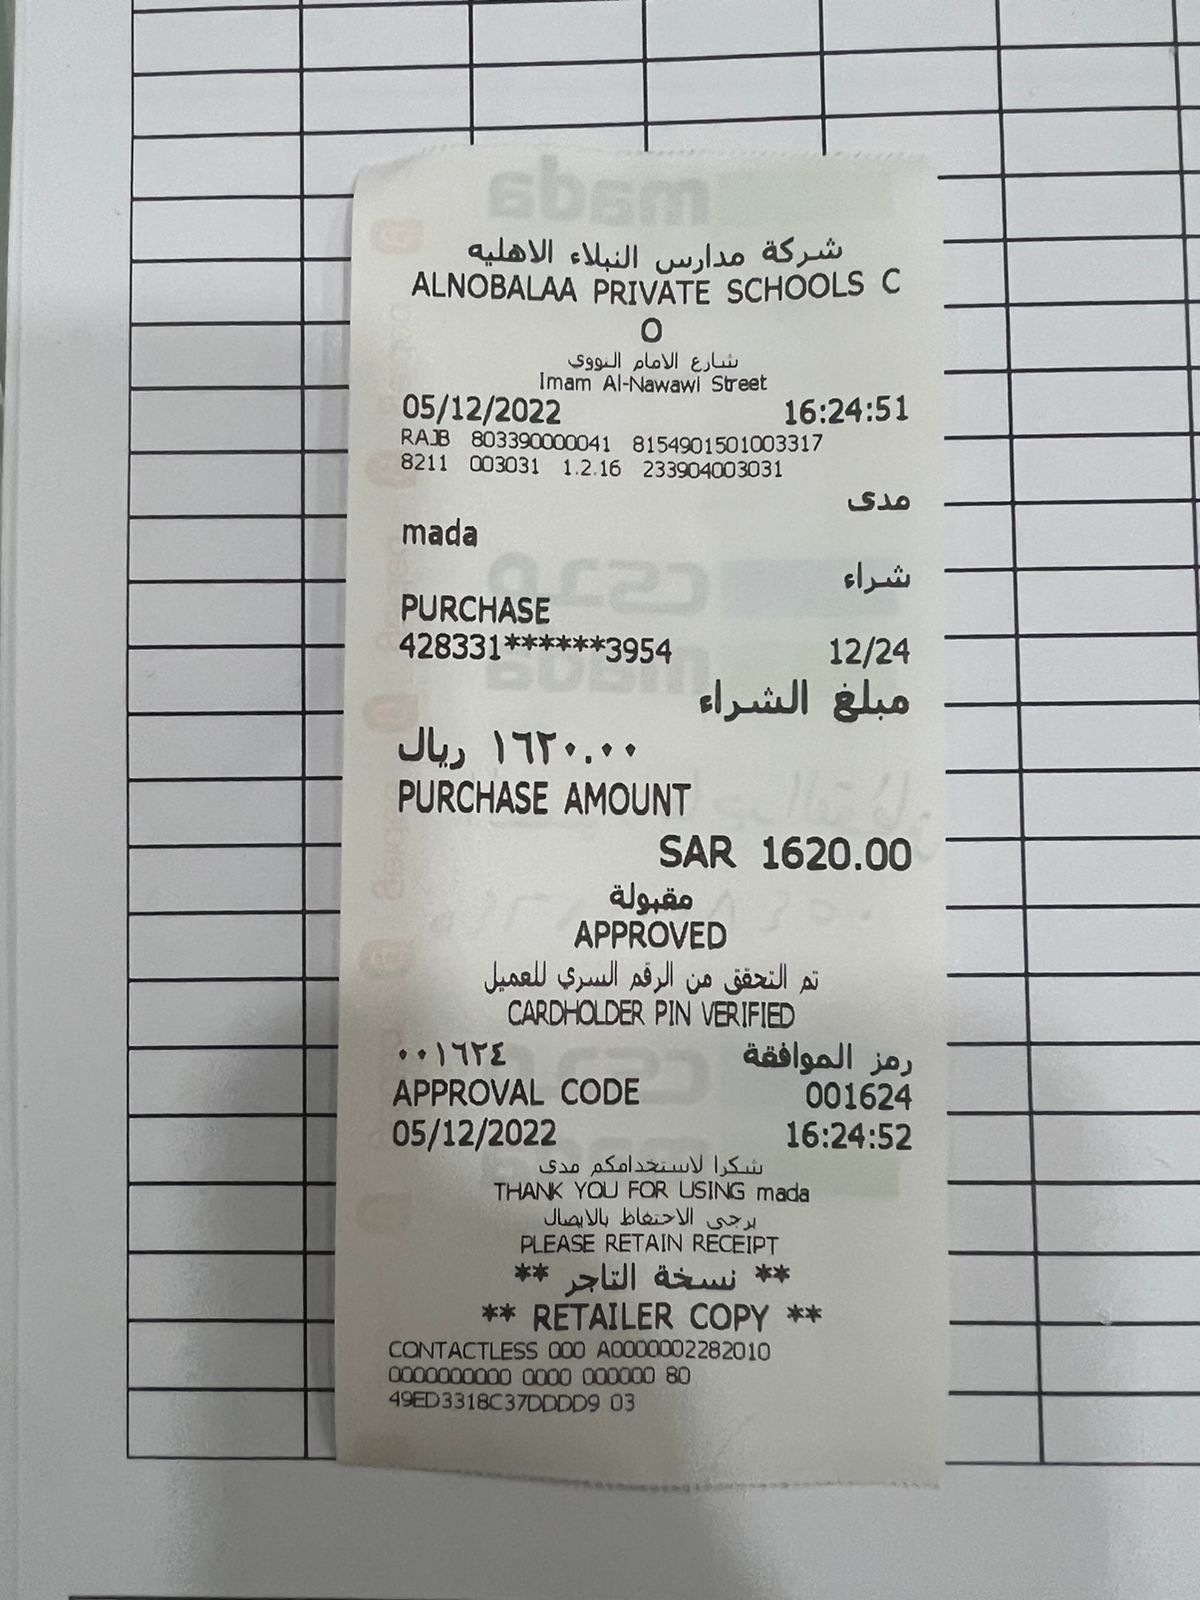 شركة مدارس النبلاء الاهليه
ALNOBALAA PRIVATE SCHOOLS C
O
شارع الامام النووي
Imam Al-Nawawi Street
05/12/2022 16:24:51
RAJB 803390000041 8154901501003317
8211 003031 1.2.16 233904003031
مدى
mada
شراء
PURCHASE
428331******3954 12/24
مبلغ الشراء
١٦٢٠.٠٠ ريال
PURCHASE AMOUNT
SAR 1620.00
مقبولة
APPROVED
تم التحقق من الرقم السري للعميل
CARDHOLDER PIN VERIFIED
رمز الموافقة ٠٠١٦٢٤
APPROVAL CODE 001624
05/12/2022 16:24:52
شكرا لاستخدامكم مدى
THANK YOU FOR USING mada
يرجى الاحتفاظ بالايصال
PLEASE RETAIN RECEIPT
** نسخة التاجر **
** RETAILER COPY **
CONTACTLESS 000 A0000002282010
0000000000 0000 000000 80
49ED3318C37DDDD9 03